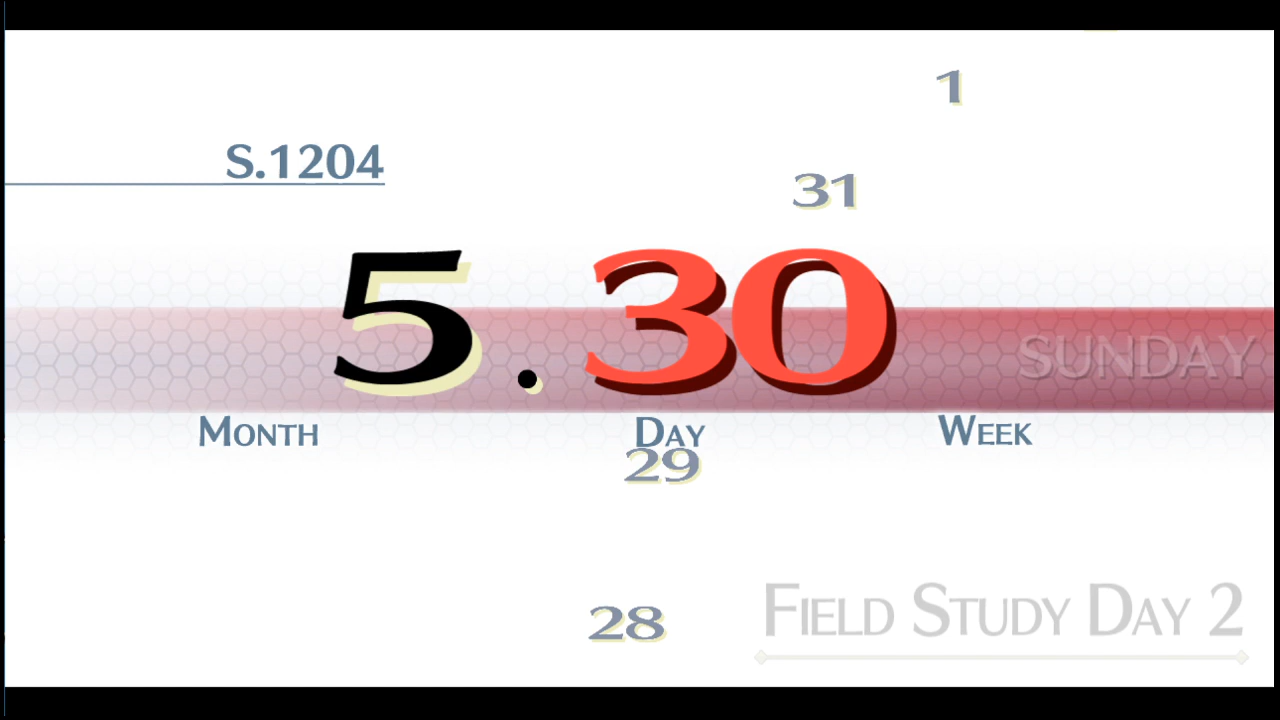 1
S.1204
31
5.30
SUNDAY
MONTH
DAY
WEEK
29
28
FIELD STUDY DAY 2